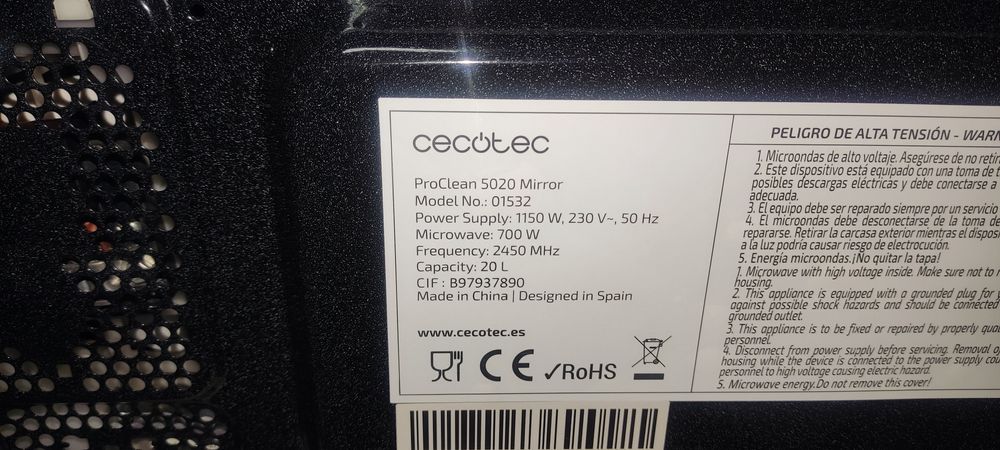 cecotec
ProClean 5020 Mirror
Model No.: 01532
Power Supply: 1150 W, 230 V~, 50 Hz
Microwave: 700 W
Frequency: 2450 MHz
Capacity: 20 L
CIF : B97937890
Made in China | Designed in Spain
www.cecotec.es
CE ✓RoHS
PELIGRO DE ALTA TENSIÓN - WARN
1. Microondas de alto voltaje. Asegúrese de no retir
2. Este dispositivo está equipado con una toma de t
posibles descargas eléctricas y debe conectarse a
adecuada.
3. El equipo debe ser reparado siempre por un servicio
4. El microondas debe desconectarse de la toma de
repararse. Retirar la carcasa exterior mientras el disposi
a la luz podría causar riesgo de electrocución.
5. Energía microondas.¡No quitar la tapa!
1. Microwave with high voltage inside. Make sure not to r
housing.
2. This appliance is equipped with a grounded plug for y
against possible shock hazards and should be connected
grounded outlet.
3. This appliance is to be fixed or repaired by properly qual
personnel.
4. Disconnect from power supply before servicing. Removal o
housing while the device is connected to the power supply cou
personnel to high voltage causing electric hazard.
5. Microwave energy.Do not remove this cover!